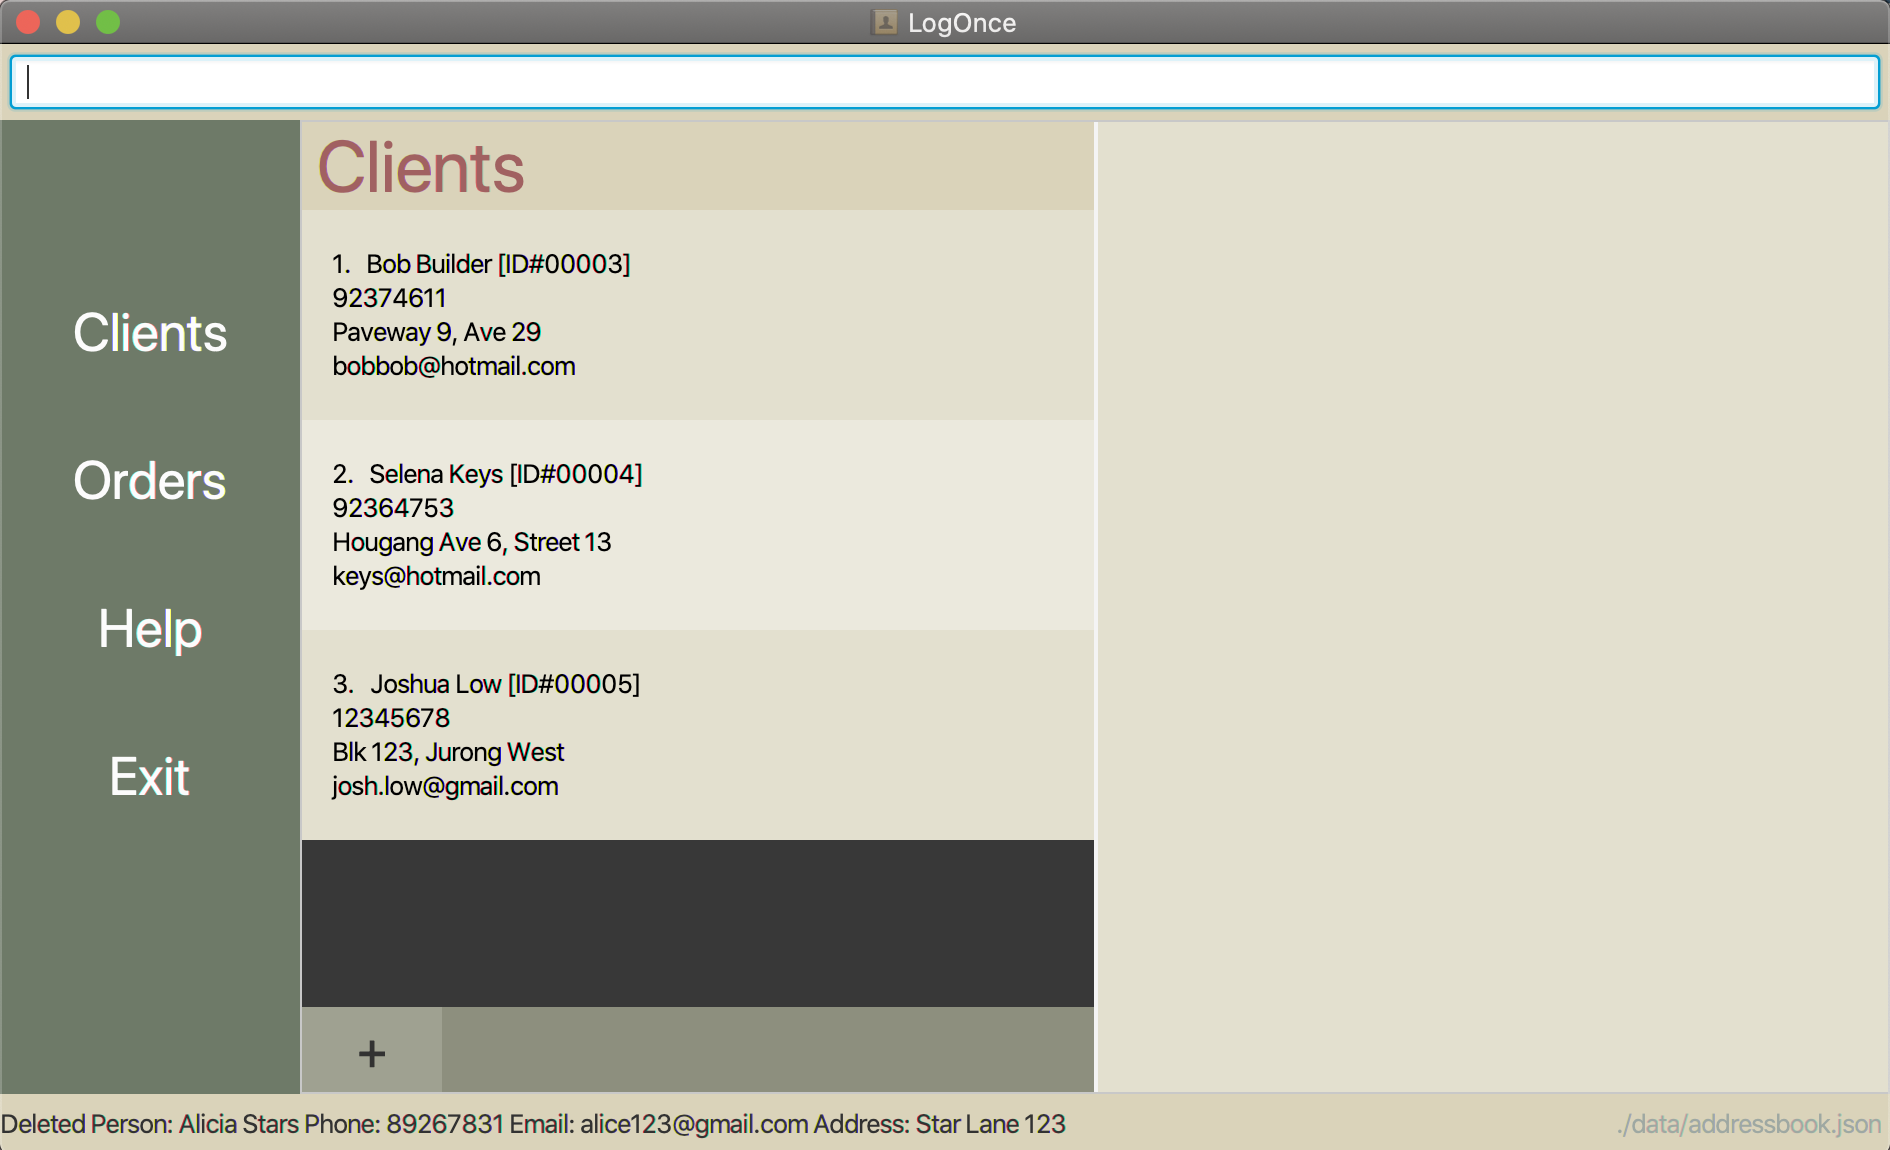 LogOnce
Clients
Orders
Help
Exit
Clients
1. Bob Builder [ID#00003]
92374611
Paveway 9, Ave 29
bobbob@hotmail.com
2. Selena Keys [ID#00004]
92364753
Hougang Ave 6, Street 13
keys@hotmail.com
3. Joshua Low [ID#00005]
12345678
Blk 123, Jurong West
josh.low@gmail.com
+
Deleted Person: Alicia Stars Phone: 89267831 Email: alice123@gmail.com Address: Star Lane 123
./data/addressbook.json